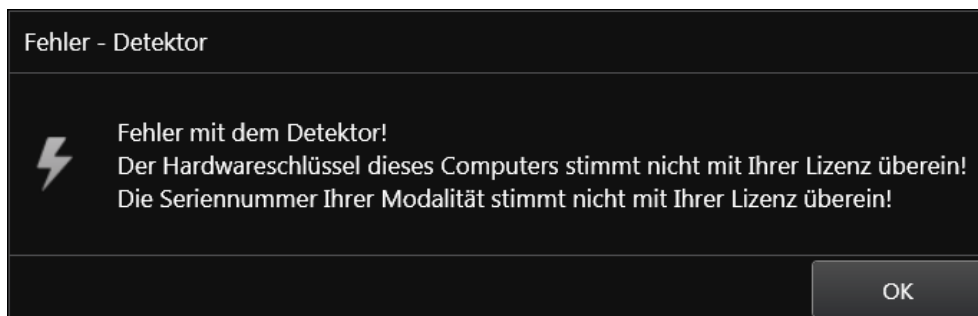 Fehler - Detektor
Fehler mit dem Detektor!
Der Hardwareschlüssel dieses Computers stimmt nicht mit Ihrer Lizenz überein!
Die Seriennummer Ihrer Modalität stimmt nicht mit Ihrer Lizenz überein!
OK